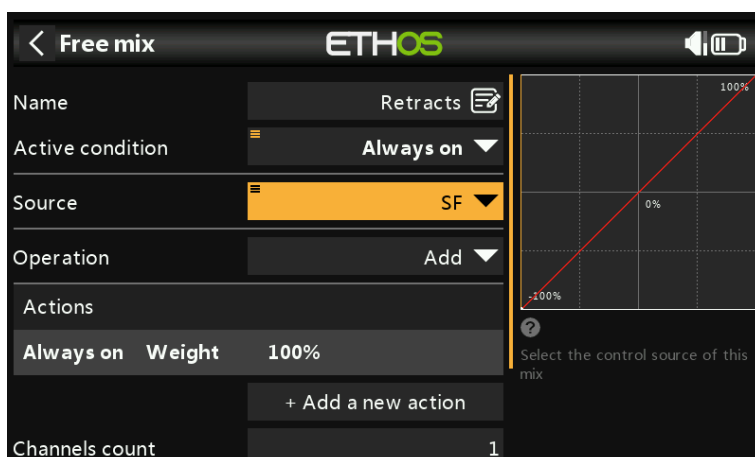 Free mix
ETHOS
Name Retracts
Active condition Always on
Source SF
Operation Add
Actions
Always on Weight 100%
+ Add a new action
Channels count 1
100%
0%
-100%
?
Select the control source of this
mix